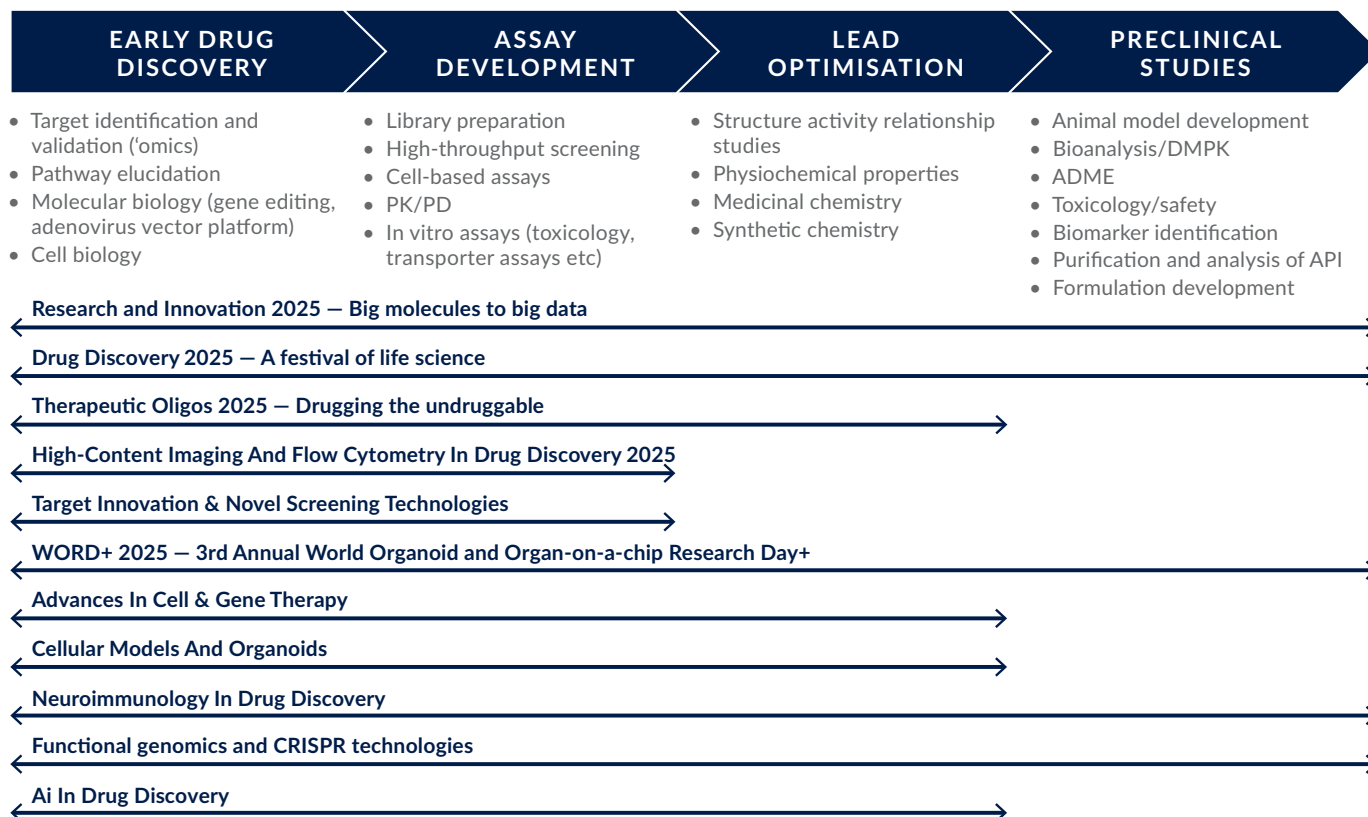 EARLY DRUG
DISCOVERY
ASSAY
DEVELOPMENT
LEAD
OPTIMISATION
PRECLINICAL
STUDIES
• Target identification and
validation (‘omics)
• Pathway elucidation
• Molecular biology (gene editing,
adenovirus vector platform)
• Cell biology
• Library preparation
• High-throughput screening
• Cell-based assays
• PK/PD
• In vitro assays (toxicology,
transporter assays etc)
• Structure activity relationship
studies
• Physiochemical properties
• Medicinal chemistry
• Synthetic chemistry
• Animal model development
• Bioanalysis/DMPK
• ADME
• Toxicology/safety
• Biomarker identification
• Purification and analysis of API
• Formulation development
Research and Innovation 2025 — Big molecules to big data
Drug Discovery 2025 — A festival of life science
Therapeutic Oligos 2025 — Drugging the undruggable
High-Content Imaging And Flow Cytometry In Drug Discovery 2025
Target Innovation & Novel Screening Technologies
WORD+ 2025 — 3rd Annual World Organoid and Organ-on-a-chip Research Day+
Advances In Cell & Gene Therapy
Cellular Models And Organoids
Neuroimmunology In Drug Discovery
Functional genomics and CRISPR technologies
Ai In Drug Discovery